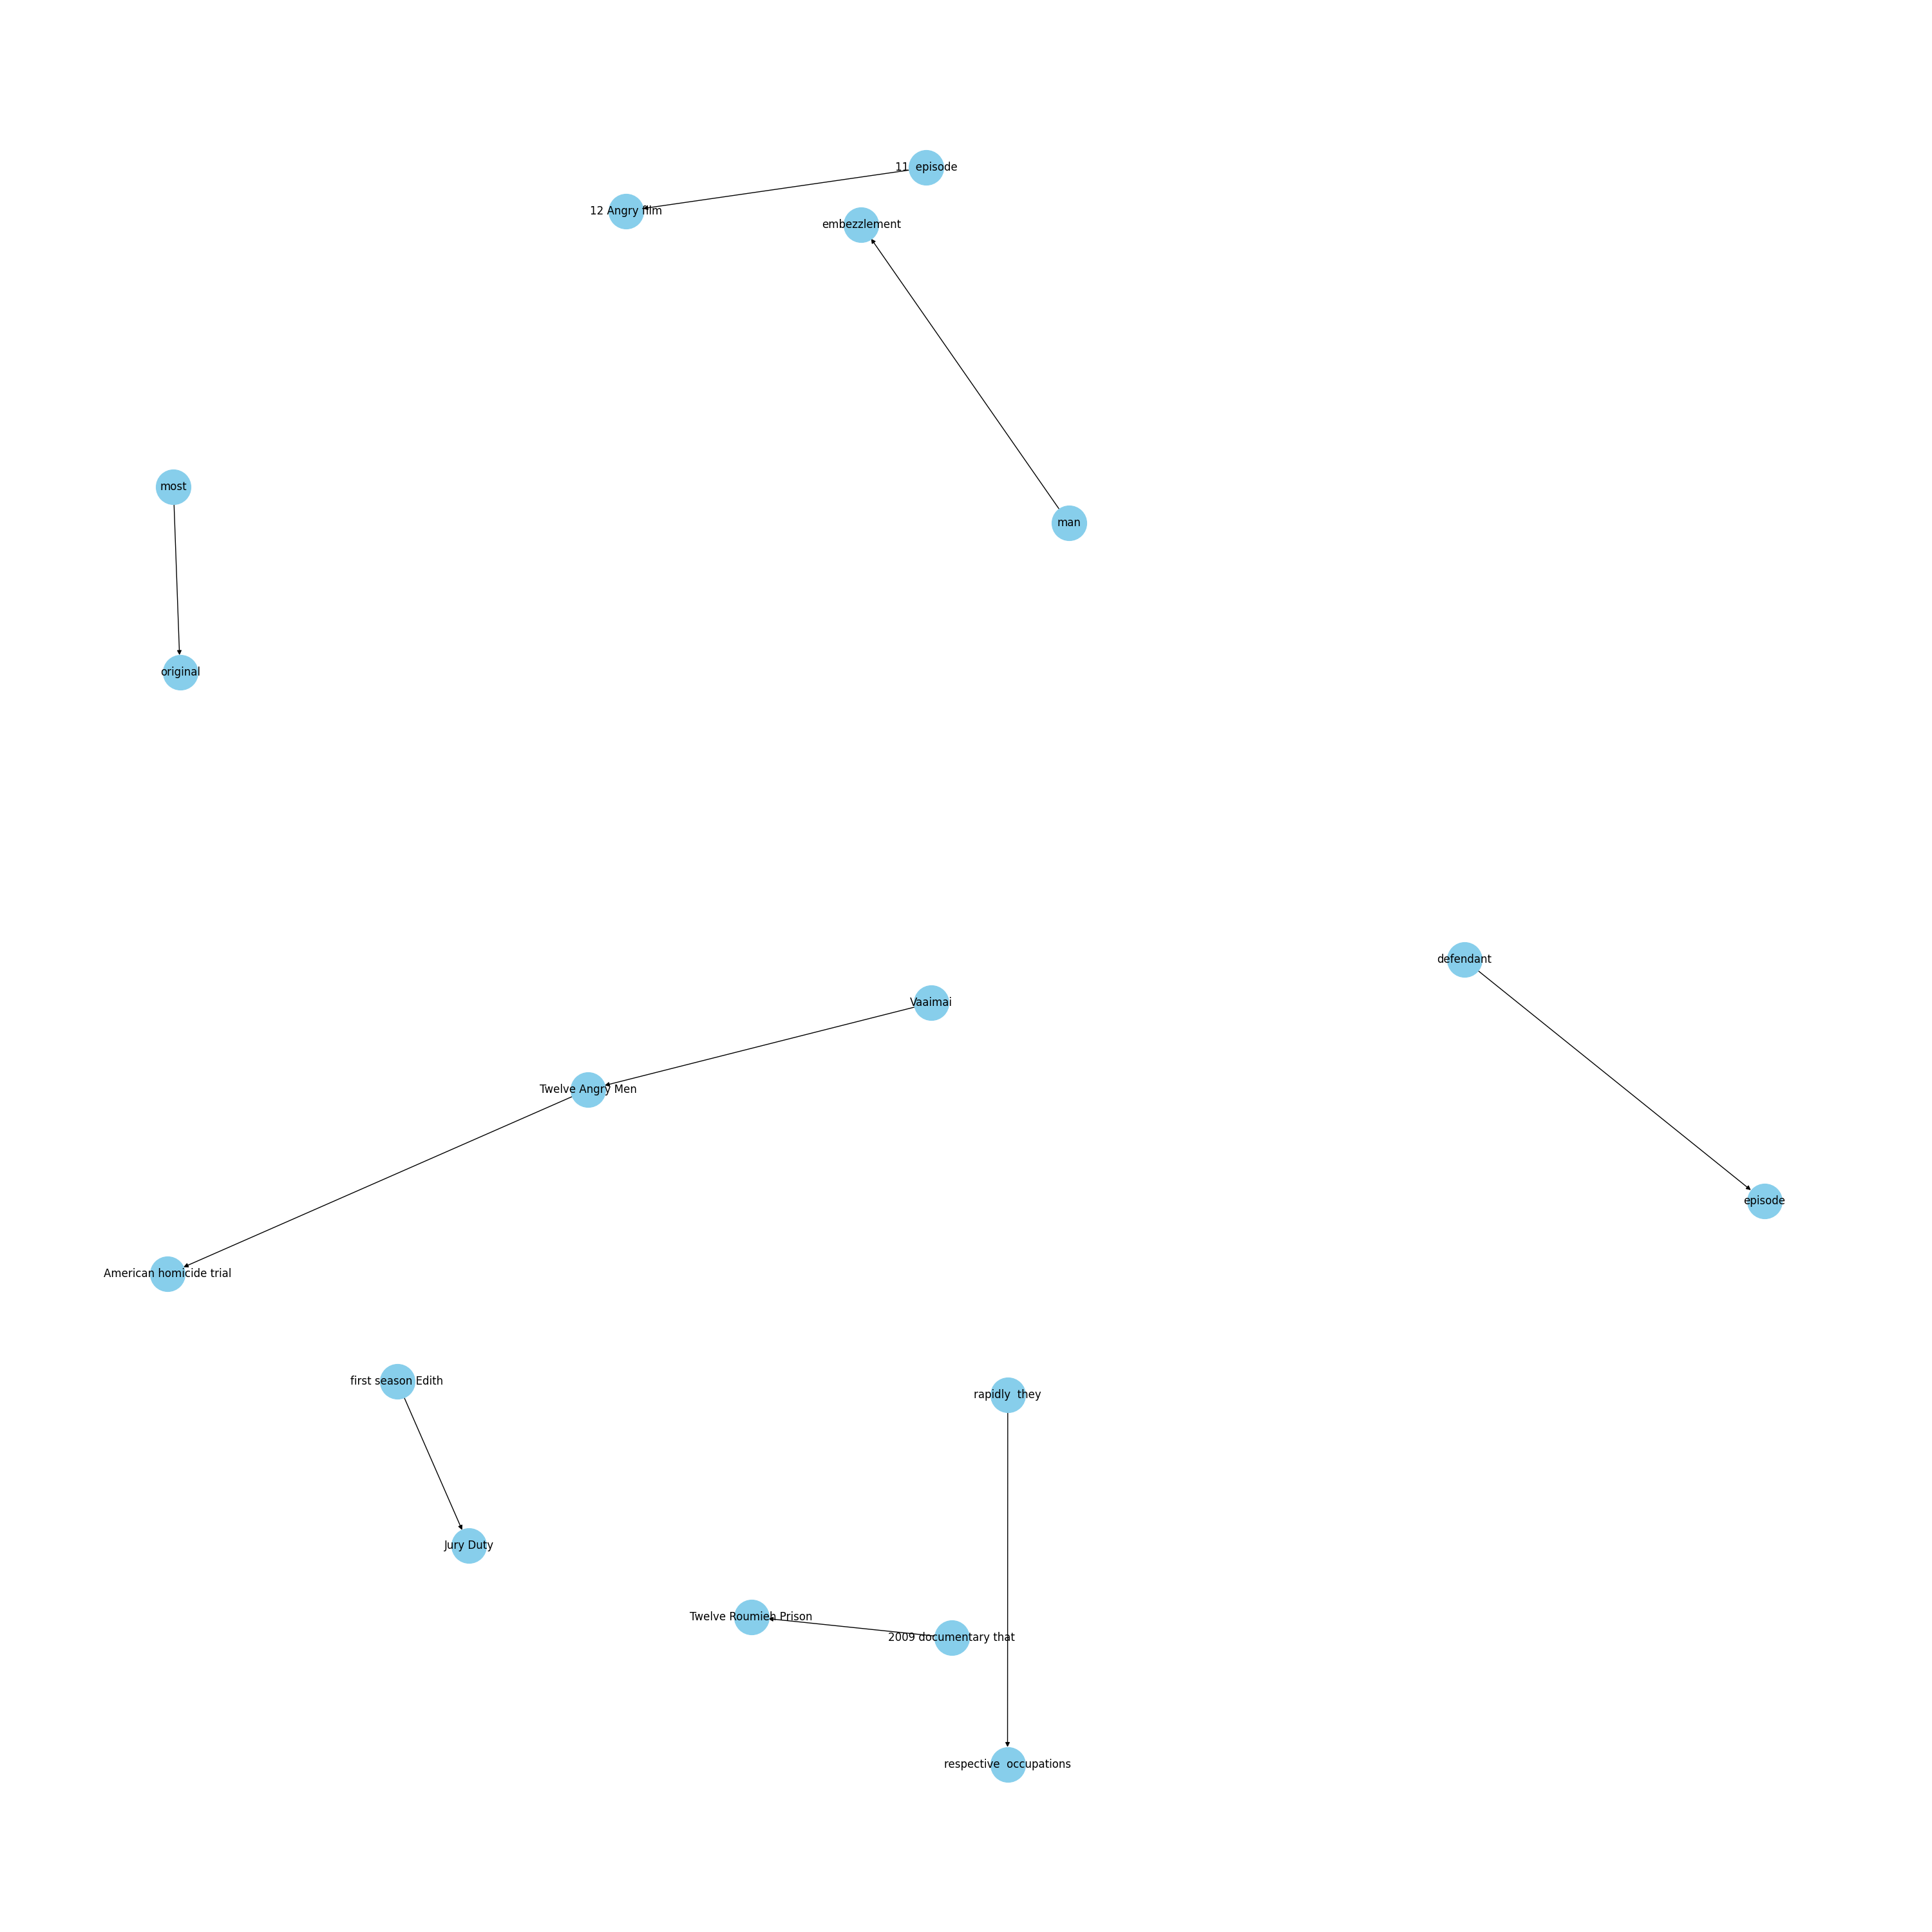 11  episode
12 Angry film
embezzlement
most
man
original
defendant
Vaaimai
Twelve Angry Men
episode
American homicide trial
first season Edith
rapidly  they
Jury Duty
Twelve Roumieh Prison
2009 documentary that
respective  occupations